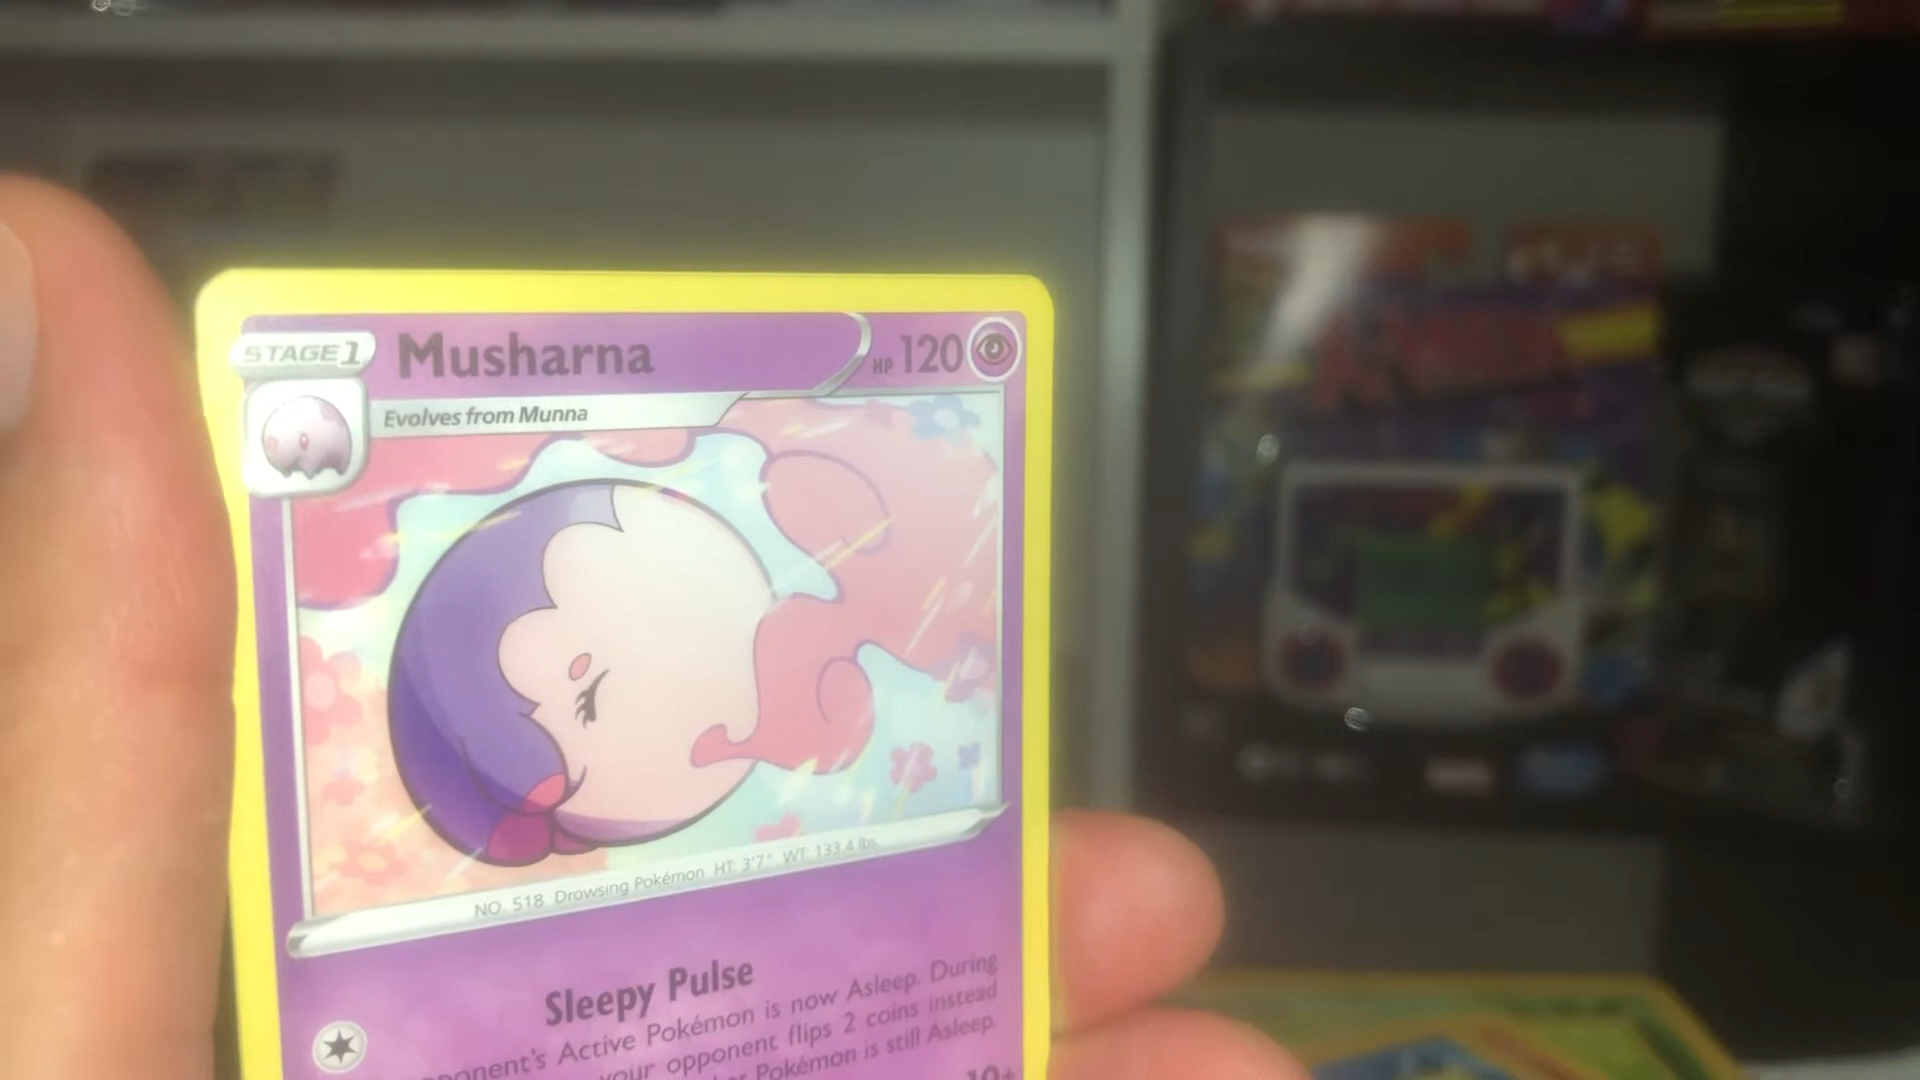 STAGE 1 Musharna HP 120
Evolves from Munna
NO. 518 Drowsing Pokémon HT: 3'7" WT: 133.4 lbs.
Sleepy Pulse
Active Pokémon is now Asleep. During
your opponent flips 2 coins instead
Pokémon is still Asleep.
10+